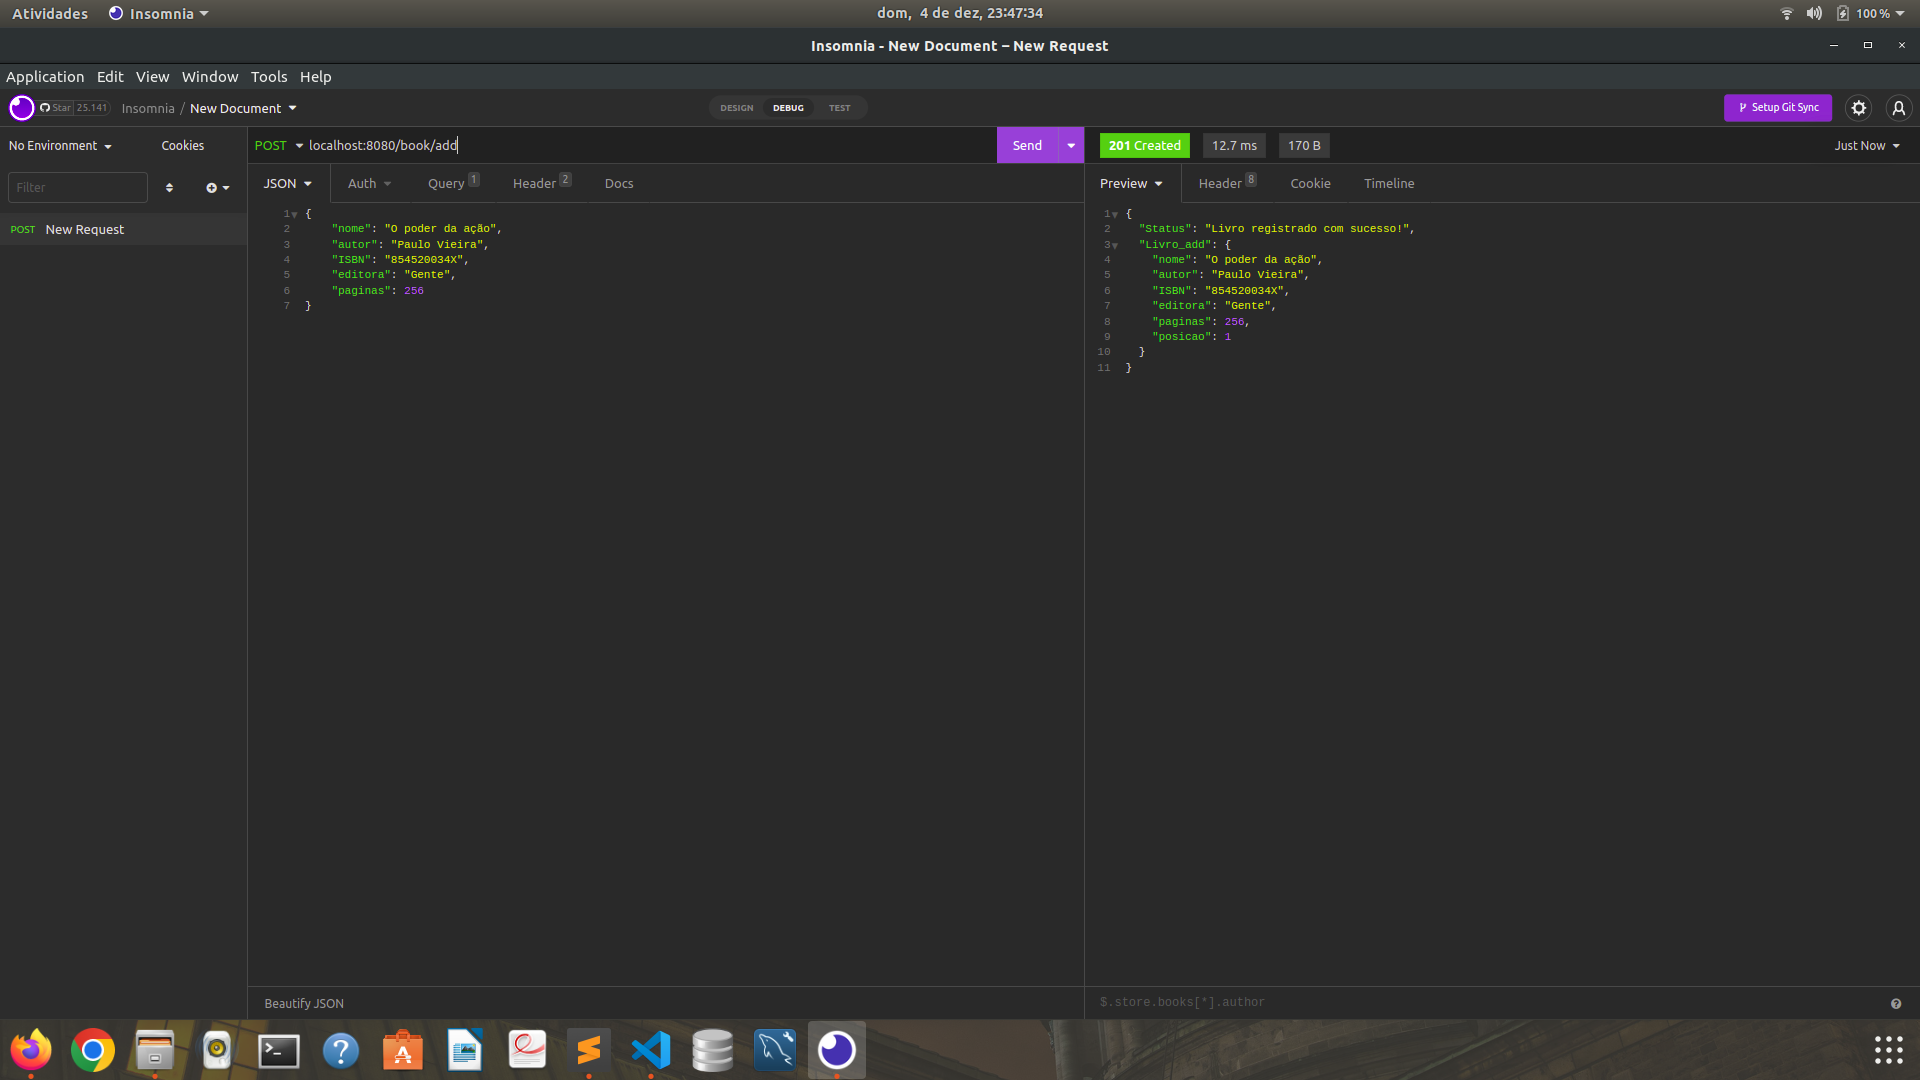 Atividades Insomnia dom, 4 de dez, 23:47:34 100 %
Insomnia - New Document – New Request
Application Edit View Window Tools Help
Star 25.141 Insomnia / New Document DESIGN DEBUG TEST Setup Git Sync
No Environment Cookies
Filter
POST New Request
POST localhost:8080/book/add Send
JSON Auth Query 1 Header 2 Docs
1 {
2 "nome": "O poder da ação",
3 "autor": "Paulo Vieira",
4 "ISBN": "854520034X",
5 "editora": "Gente",
6 "paginas": 256
7 }
Beautify JSON
201 Created 12.7 ms 170 B Just Now
Preview Header 8 Cookie Timeline
1 {
2 "Status": "Livro registrado com sucesso!",
3 "Livro_add": {
4 "nome": "O poder da ação",
5 "autor": "Paulo Vieira",
6 "ISBN": "854520034X",
7 "editora": "Gente",
8 "paginas": 256,
9 "posicao": 1
10 }
11 }
$.store.books[*].author